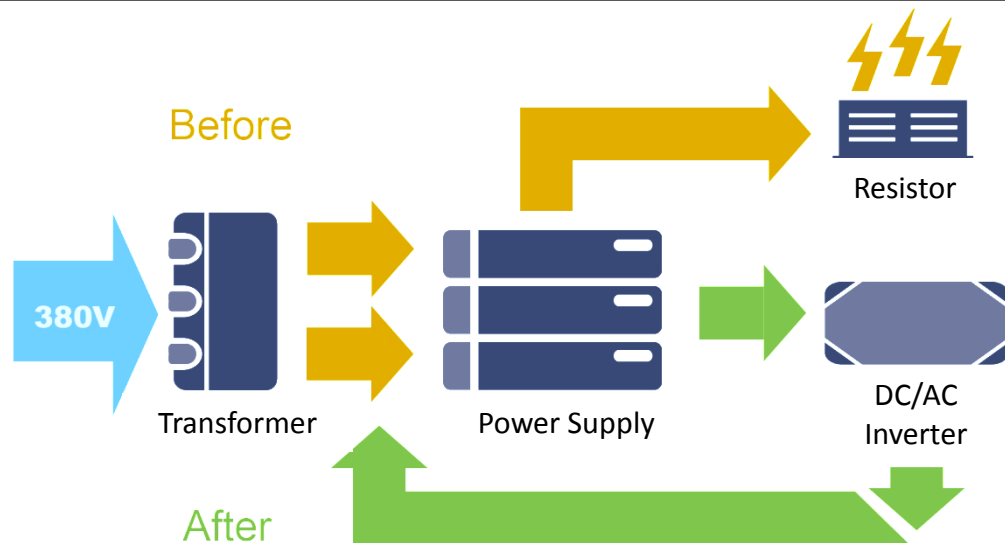 Before
Resistor
380V
Transformer
Power Supply
DC/AC
Inverter
After